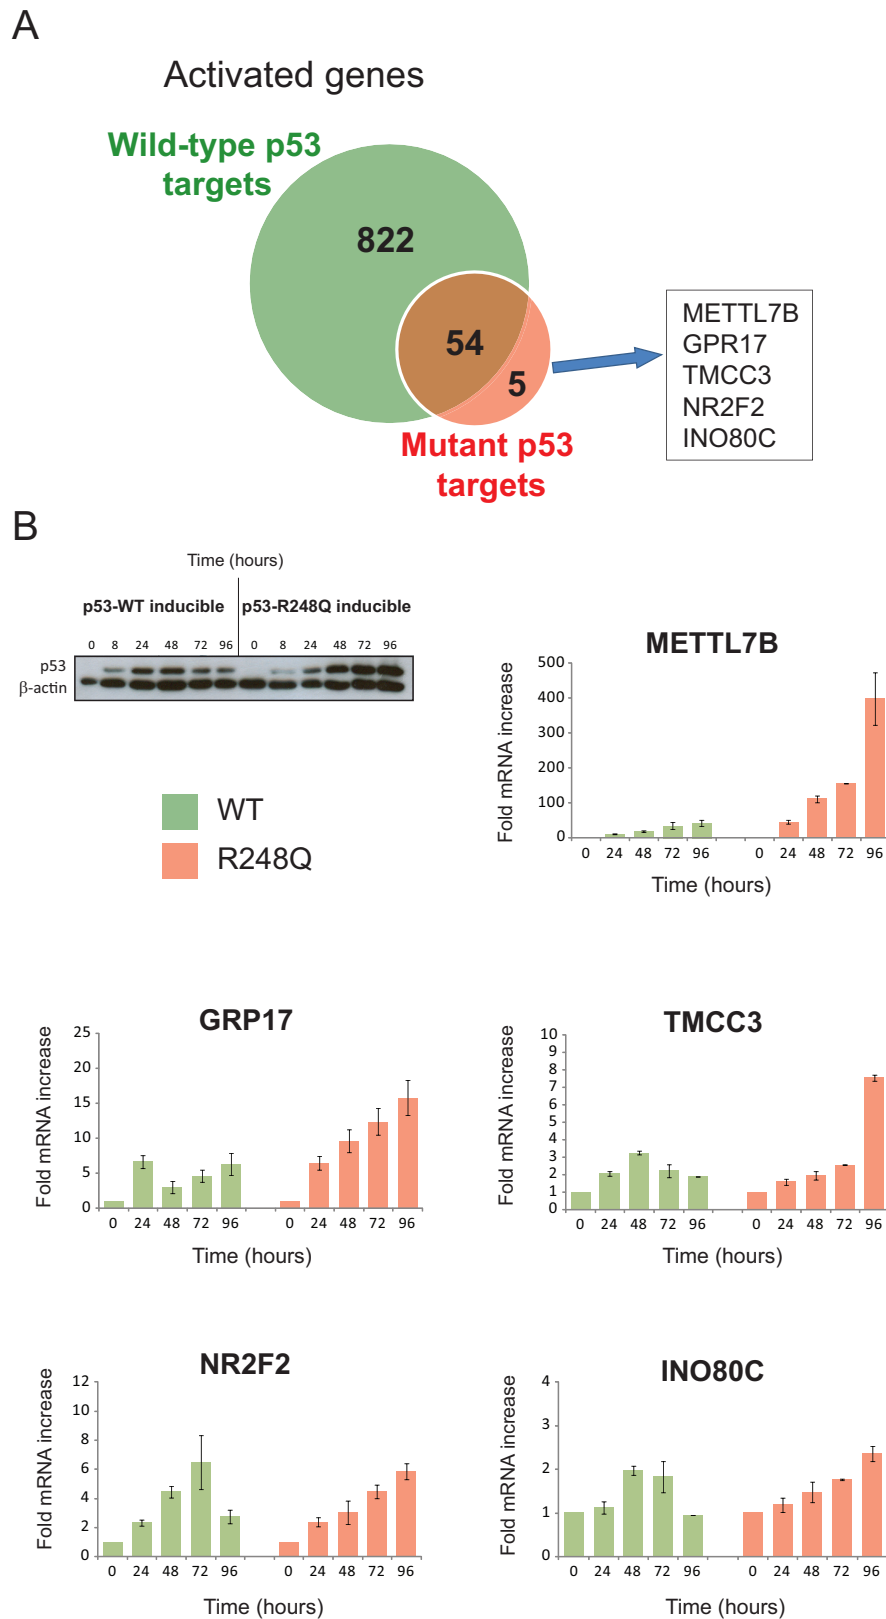 A
Activated genes
Wild-type p53
targets
822
54
5
Mutant p53
targets
METTL7B
GPR17
TMCC3
NR2F2
INO80C
B
Time (hours)
p53-WT inducible p53-R248Q inducible
0 8 24 48 72 96 0 8 24 48 72 96
p53
β-actin
WT
R248Q
METTL7B
Fold mRNA increase
500
400
300
200
100
0
0 24 48 72 96 0 24 48 72 96
Time (hours)
GRP17
Fold mRNA increase
25
20
15
10
5
0
0 24 48 72 96 0 24 48 72 96
Time (hours)
TMCC3
Fold mRNA increase
10
9
8
7
6
5
4
3
2
1
0
0 24 48 72 96 0 24 48 72 96
Time (hours)
NR2F2
Fold mRNA increase
12
10
8
6
4
2
0
0 24 48 72 96 0 24 48 72 96
Time (hours)
INO80C
Fold mRNA increase
4
3
2
1
0
0 24 48 72 96 0 24 48 72 96
Time (hours)